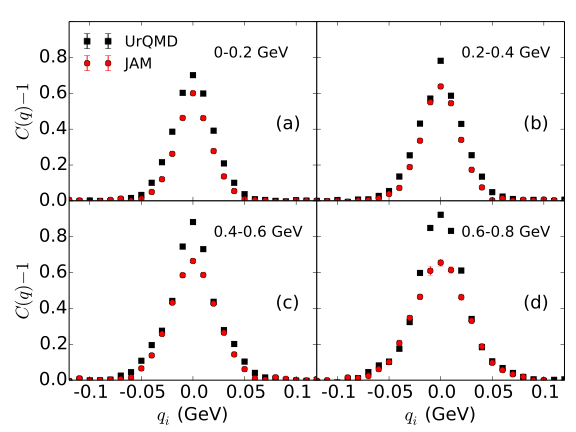 UrQMD
JAM
0-0.2 GeV
0.2-0.4 GeV
(a)
(b)
C(q)−1
0.8
0.6
0.4
0.2
0.0
0.4-0.6 GeV
0.6-0.8 GeV
(c)
(d)
C(q)−1
0.8
0.6
0.4
0.2
0.0
-0.1 -0.05 0.0 0.05 0.1 -0.1 -0.05 0.0 0.05 0.1
q_i (GeV) q_i (GeV)